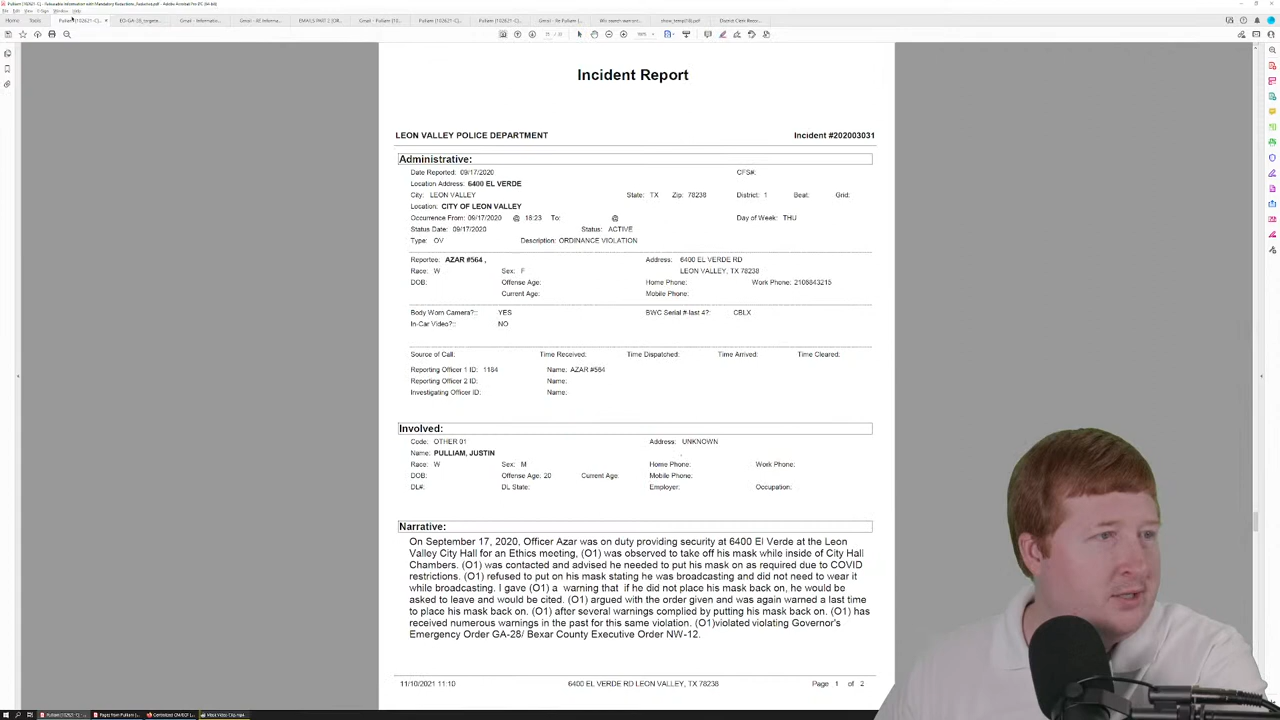 Home Tools
Incident Report
LEON VALLEY POLICE DEPARTMENT Incident #202003031
Administrative:
Date Reported: 09/17/2020 CFS#:
Location Address: 6400 EL VERDE
City: LEON VALLEY State: TX Zip: 78238 District: 1 Beat: Grid:
Location: CITY OF LEON VALLEY
Occurrence From: 09/17/2020 @ 18:23 To: @ Day of Week: THU
Status Date: 09/17/2020 Status: ACTIVE
Type: OV Description: ORDINANCE VIOLATION
Reportee: AZAR #564 , Address: 6400 EL VERDE RD
Race: W Sex: F LEON VALLEY, TX 78238
DOB: Offense Age: Home Phone: Work Phone: 2106843215
Current Age: Mobile Phone:
Body Worn Camera?:: YES BWC Serial #-last 4?: CBLX
In-Car Video?:: NO
Source of Call: Time Received: Time Dispatched: Time Arrived: Time Cleared:
Reporting Officer 1 ID: 1184 Name: AZAR #564
Reporting Officer 2 ID: Name:
Investigating Officer ID: Name:
Involved:
Code: OTHER 01 Address: UNKNOWN
Name: PULLIAM, JUSTIN ,
Race: W Sex: M Home Phone: Work Phone:
DOB: Offense Age: 20 Current Age: Mobile Phone:
DL#: DL State: Employer: Occupation:
Narrative:
On September 17, 2020, Officer Azar was on duty providing security at 6400 El Verde at the Leon
Valley City Hall for an Ethics meeting, (O1) was observed to take off his mask while inside of City Hall
Chambers. (O1) was contacted and advised he needed to put his mask on as required due to COVID
restrictions. (O1) refused to put on his mask stating he was broadcasting and did not need to wear it
while broadcasting. I gave (O1) a warning that if he did not place his mask back on, he would be
asked to leave and would be cited. (O1) argued with the order given and was again warned a last time
to place his mask back on. (O1) after several warnings complied by putting his mask back on. (O1) has
received numerous warnings in the past for this same violation. (O1)violated violating Governor's
Emergency Order GA-28/ Bexar County Executive Order NW-12.
11/10/2021 11:10 6400 EL VERDE RD LEON VALLEY, TX 78238 Page 1 of 2